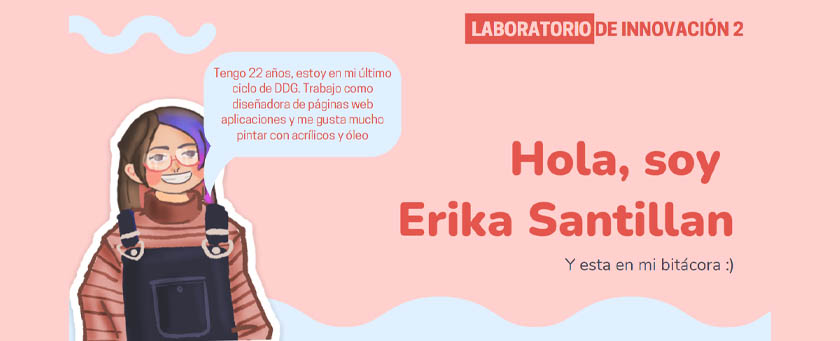 LABORATORIO DE INNOVACIÓN 2
Tengo 22 años, estoy en mi último
ciclo de DDG. Trabajo como
diseñadora de páginas web
aplicaciones y me gusta mucho
pintar con acrílicos y óleo
Hola, soy
Erika Santillan
Y esta en mi bitácora :)